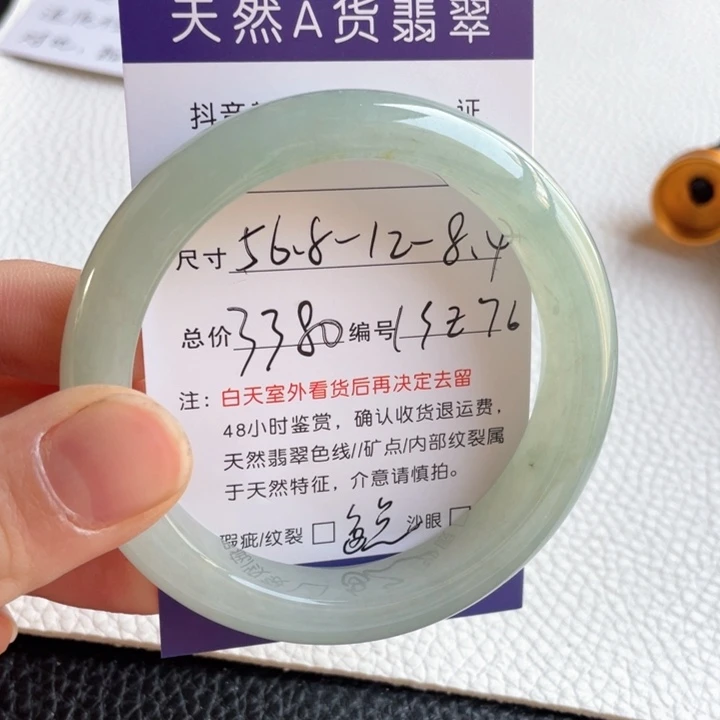 天然A货翡翠
抖音 证
尺寸 56.8-12-8.4
总价 3380 编号 1SZ76
注：白天室外看货后再决定去留
48小时鉴赏，确认收货退运费，
天然翡翠色线//矿点/内部纹裂属
于天然特征，介意请慎拍。
瑕疵/纹裂 沙眼